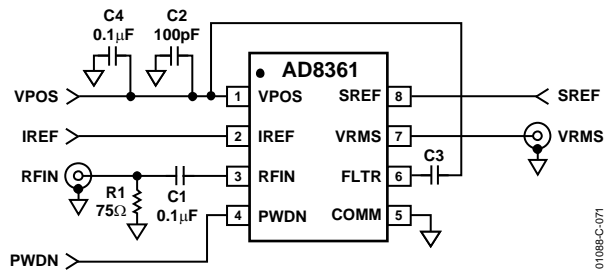 C4
0.1μF
C2
100pF
AD8361
VPOS
1
VPOS
SREF
8
SREF
IREF
2
IREF
VRMS
7
VRMS
RFIN
R1
75Ω
C1
0.1μF
3
RFIN
FLTR
6
C3
PWDN
4
PWDN
COMM
5
01088-C-071